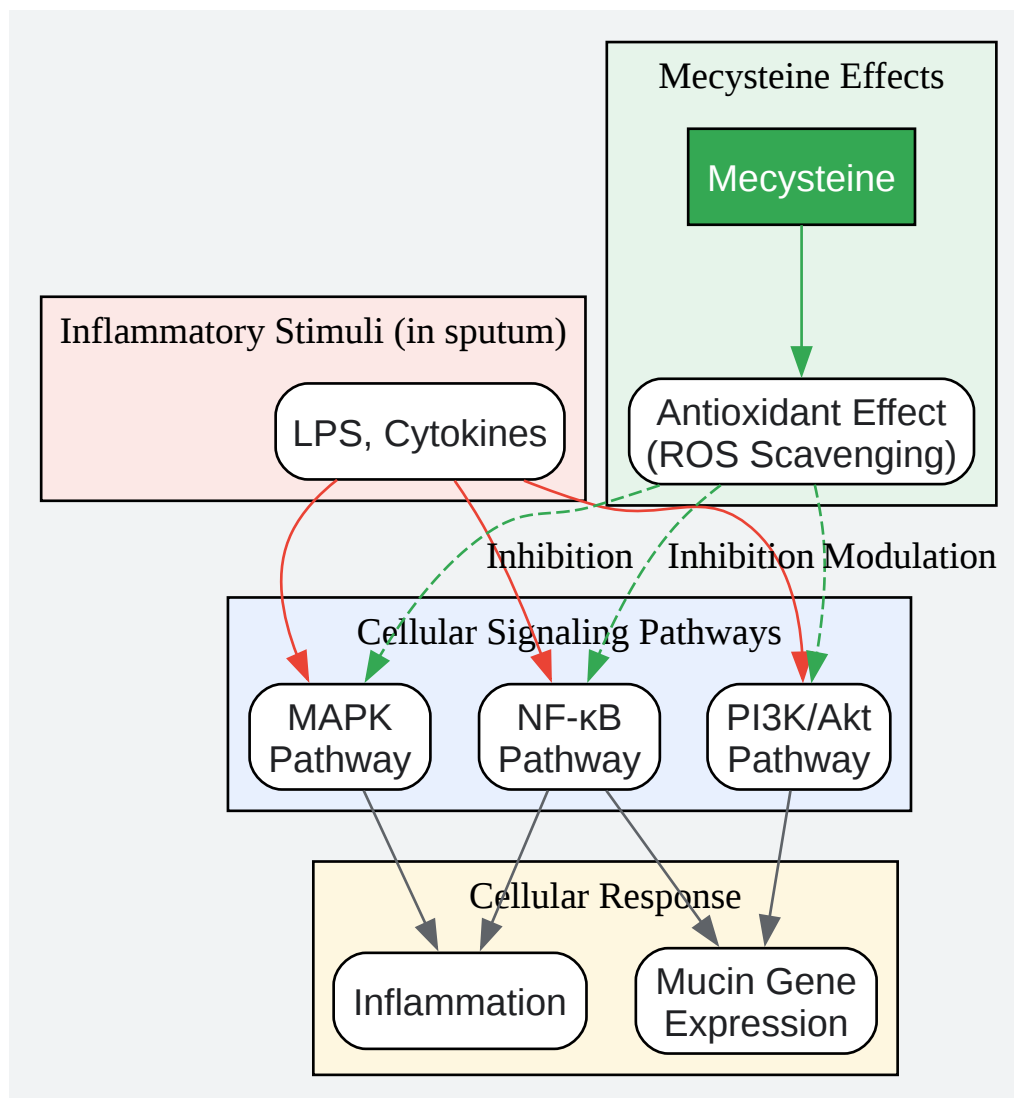 Mecysteine Effects
Mecysteine
Inflammatory Stimuli (in sputum)
LPS, Cytokines
Antioxidant Effect
(ROS Scavenging)
Inhibition
Inhibition
Modulation
Cellular Signaling Pathways
MAPK
Pathway
NF-κB
Pathway
PI3K/Akt
Pathway
Cellular Response
Inflammation
Mucin Gene
Expression